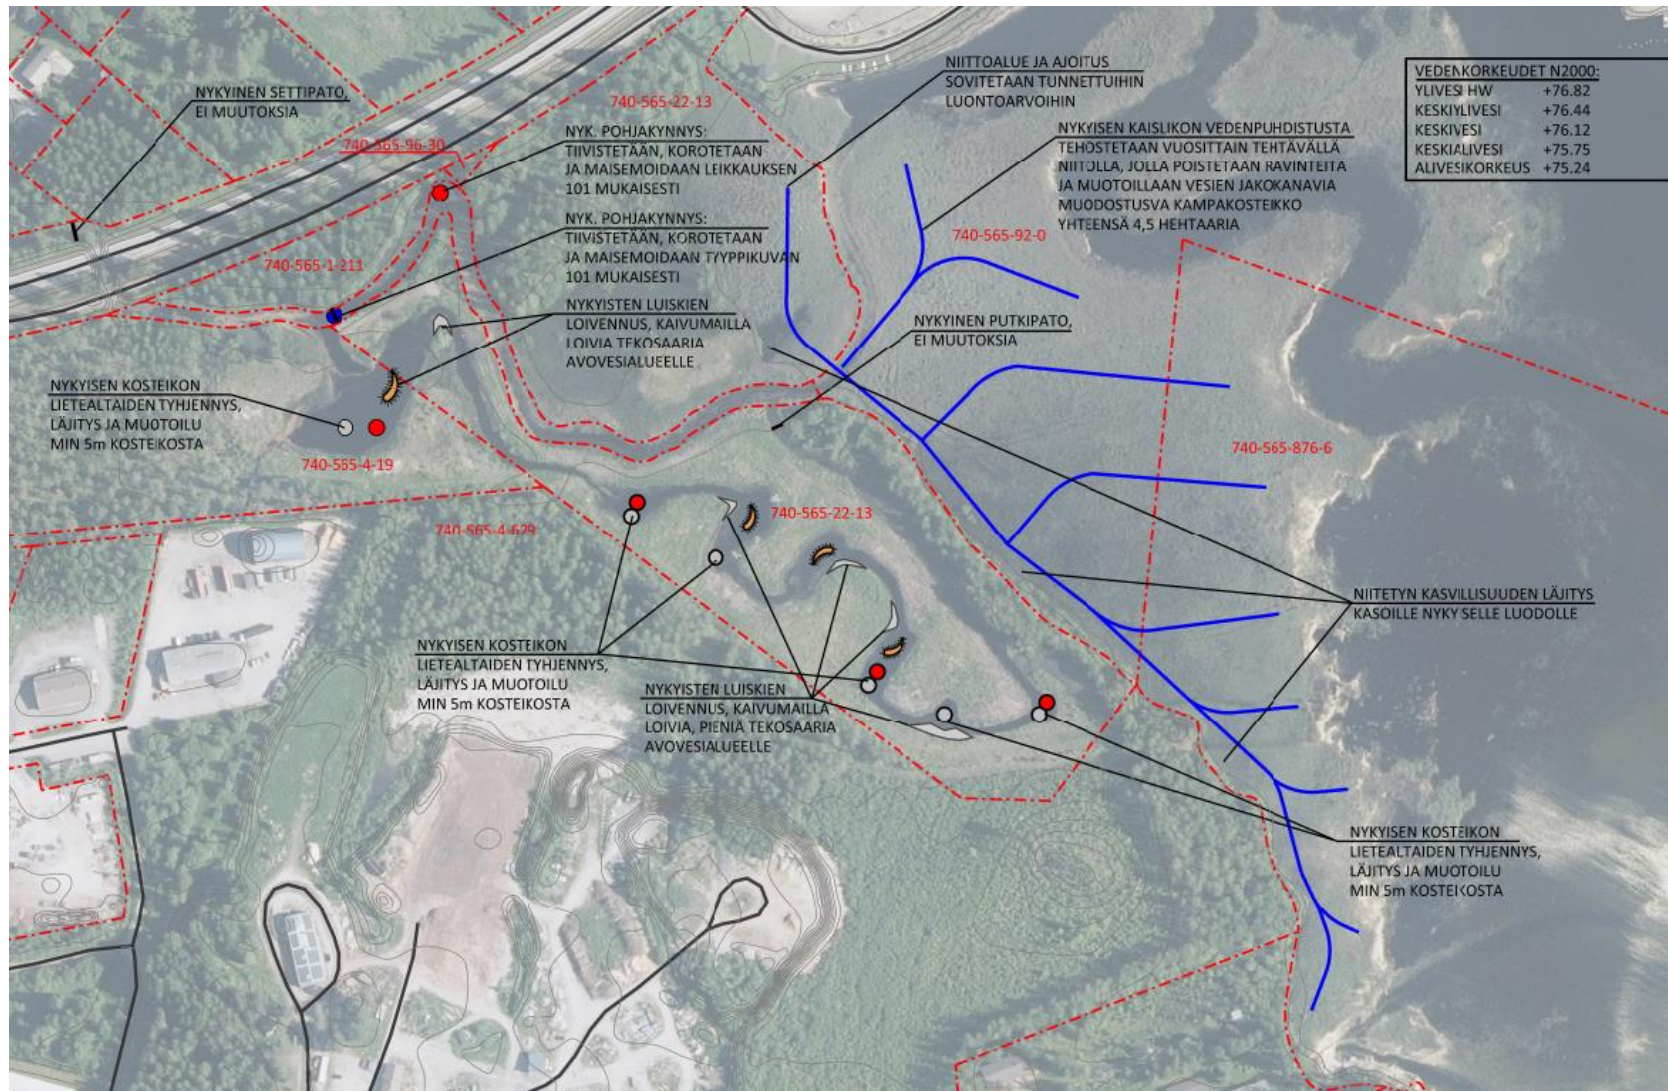 NYKYINEN SETTIPATO,
EI MUUTOKSIA
740-565-22-13
740-565-96-30
NYK. POHJAKYNNYS:
TIIVISTETÄÄN, KOROTETAAN
JA MAISEMOIDAAN LEIKKAUKSEN
101 MUKAISESTI
NYK. POHJAKYNNYS:
TIIVISTETÄÄN, KOROTETAAN
JA MAISEMOIDAAN TYYPPIKUVAN
101 MUKAISESTI
740-565-1-211
NYKYISTEN LUISKIEN
LOIVENNUS, KAIVUMAILLA
LOIVIA TEKOSAARIA
AVOVESIALUEELLE
NIITTOALUE JA AJOITUS
SOVITETAAN TUNNETTUIHIN
LUONTOARVOIHIN
NYKYISEN KAISLIKON VEDENPUHDISTUSTA
TEHOSTETAAN VUOSITTAIN TEHTÄVÄLLÄ
NIITOLLA, JOLLA POISTETAAN RAVINTEITA
JA MUOTOILLAAN VESIEN JAKOKANAVIA
MUODOSTUSVA KAMPAKOSTEIKKO
YHTEENSÄ 4,5 HEHTAARIA
740-565-92-0
VEDENKORKEUDET N2000:
YLIVESI HW +76.82
KESKIYLIVESI +76.44
KESKIVESI +76.12
KESKIALIVESI +75.75
ALIVESIKORKEUS +75.24
NYKYINEN PUTKIPATO,
EI MUUTOKSIA
NYKYISEN KOSTEIKON
LIETEALTAIDEN TYHJENNYS,
LÄJITYS JA MUOTOILU
MIN 5m KOSTEIKOSTA
740-565-4-19
740-565-4-629
740-565-22-13
740-565-876-6
NIITETYN KASVILLISUUDEN LÄJITYS
KASOILLE NYKYSELLE LUODOLLE
NYKYISEN KOSTEIKON
LIETEALTAIDEN TYHJENNYS,
LÄJITYS JA MUOTOILU
MIN 5m KOSTEIKOSTA
NYKYISTEN LUISKIEN
LOIVENNUS, KAIVUMAILLA
LOIVIA, PIENIÄ TEKOSAARIA
AVOVESIALUEELLE
NYKYISEN KOSTEIKON
LIETEALTAIDEN TYHJENNYS,
LÄJITYS JA MUOTOILU
MIN 5m KOSTEIKOSTA